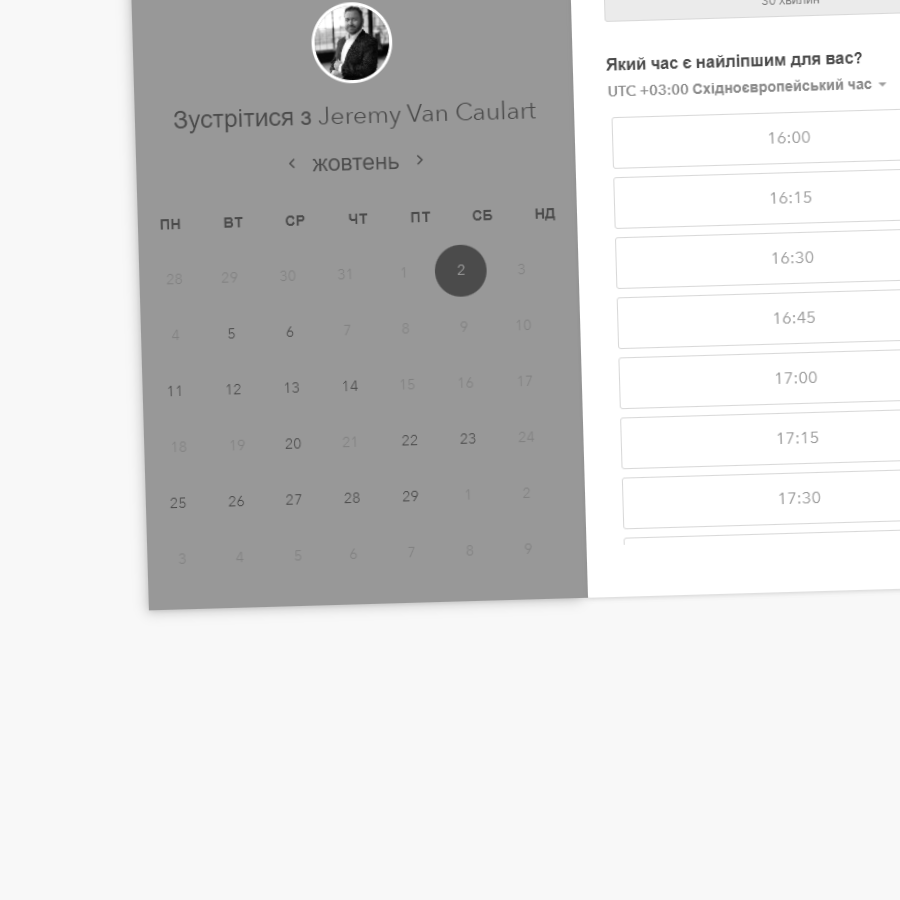 Зустрітися з Jeremy Van Caulart
жовтень
ПН ВТ СР ЧТ ПТ СБ НД
28 29 30 31 1 2 3
4 5 6 7 8 9 10
11 12 13 14 15 16 17
18 19 20 21 22 23 24
25 26 27 28 29 1 2
3 4 5 6 7 8 9
30 хвилин
Який час є найліпшим для вас?
UTC +03:00 Східноєвропейський час
16:00
16:15
16:30
16:45
17:00
17:15
17:30